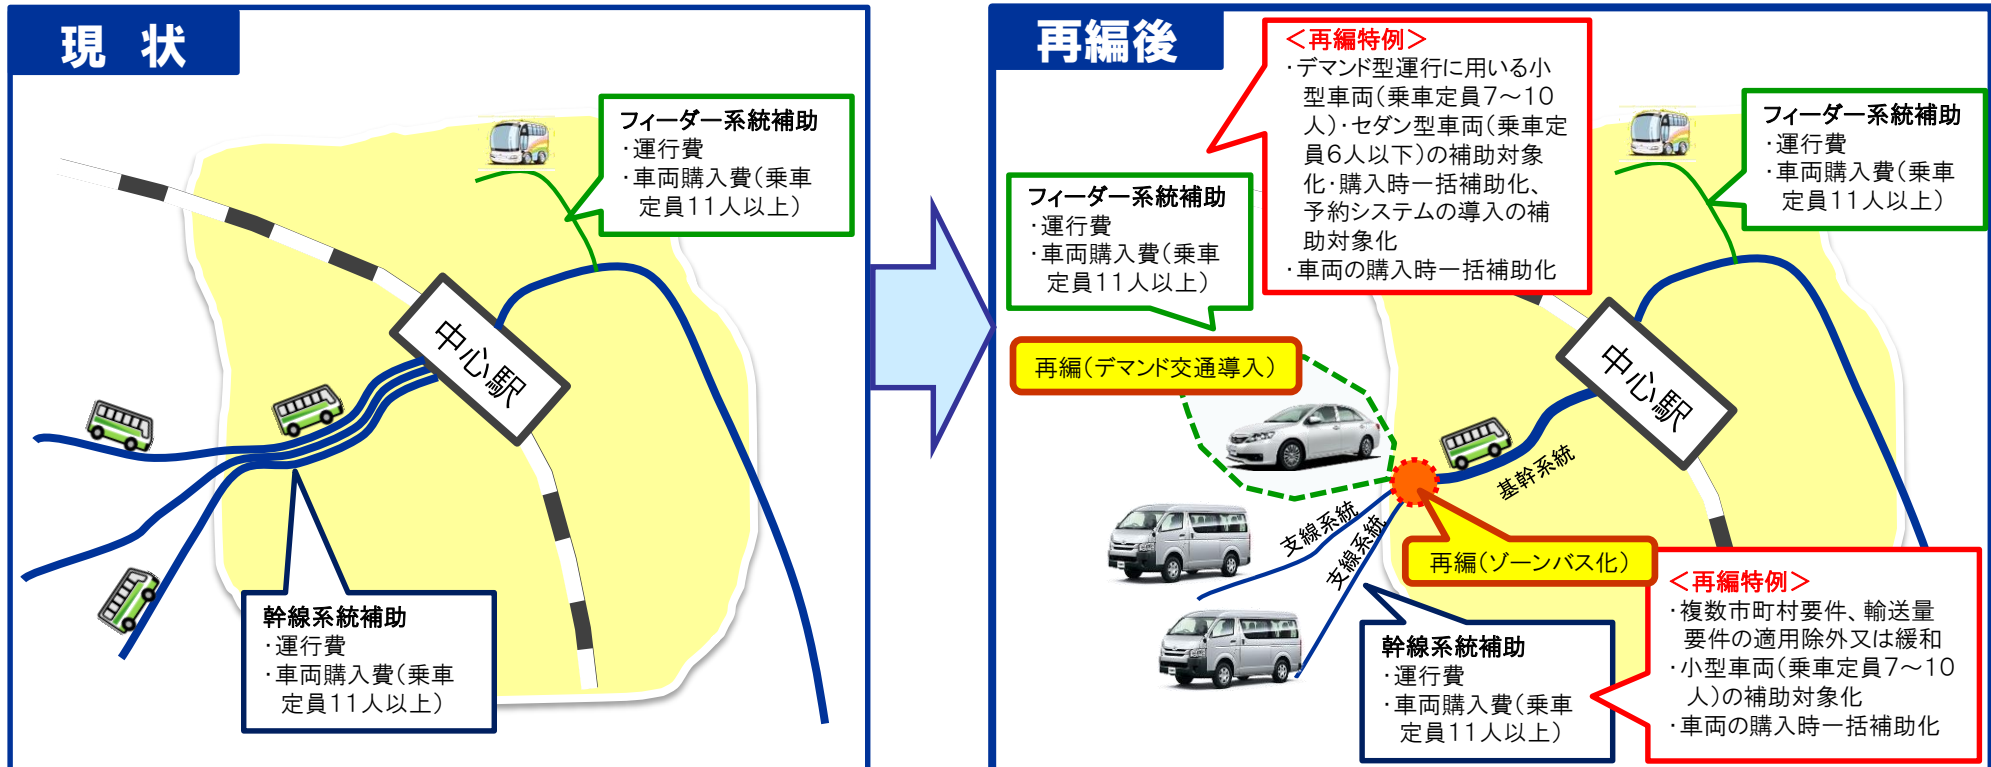 現 状
フィーダー系統補助
・運行費
・車両購入費(乗車
定員11人以上)
中心駅
幹線系統補助
・運行費
・車両購入費(乗車
定員11人以上)
再編後
＜再編特例＞
・デマンド型運行に用いる小
型車両(乗車定員7～10
人)・セダン型車両(乗車定
員6人以下)の補助対象
化・購入時一括補助化、
予約システムの導入の補
助対象化
・車両の購入時一括補助化
フィーダー系統補助
・運行費
・車両購入費(乗車
定員11人以上)
フィーダー系統補助
・運行費
・車両購入費(乗車
定員11人以上)
再編(デマンド交通導入)
中心駅
基幹系統
支線系統
支線系統
再編(ゾーンバス化)
幹線系統補助
・運行費
・車両購入費(乗車
定員11人以上)
＜再編特例＞
・複数市町村要件、輸送量
要件の適用除外又は緩和
・小型車両(乗車定員7～10
人)の補助対象化
・車両の購入時一括補助化